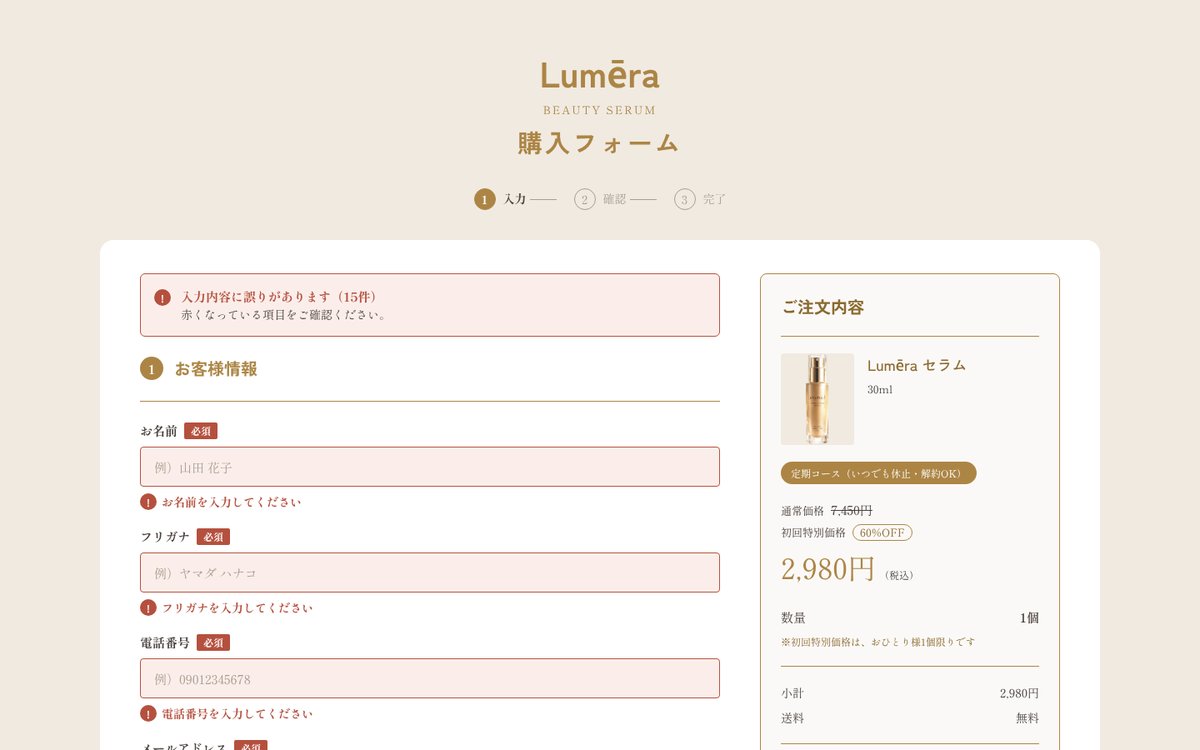 Lumēra
BEAUTY SERUM
購入フォーム
1 入力 2 確認 3 完了
! 入力内容に誤りがあります（15件）
赤くなっている項目をご確認ください。
1 お客様情報
お名前 必須
例）山田 花子
! お名前を入力してください
フリガナ 必須
例）ヤマダ ハナコ
! フリガナを入力してください
電話番号 必須
例）09012345678
! 電話番号を入力してください
メールアドレス 必須
ご注文内容
Lumēra セラム
30ml
定期コース（いつでも休止・解約OK）
通常価格 7,450円
初回特別価格 60%OFF
2,980円 （税込）
数量 1個
※初回特別価格は、おひとり様1個限りです
小計 2,980円
送料 無料